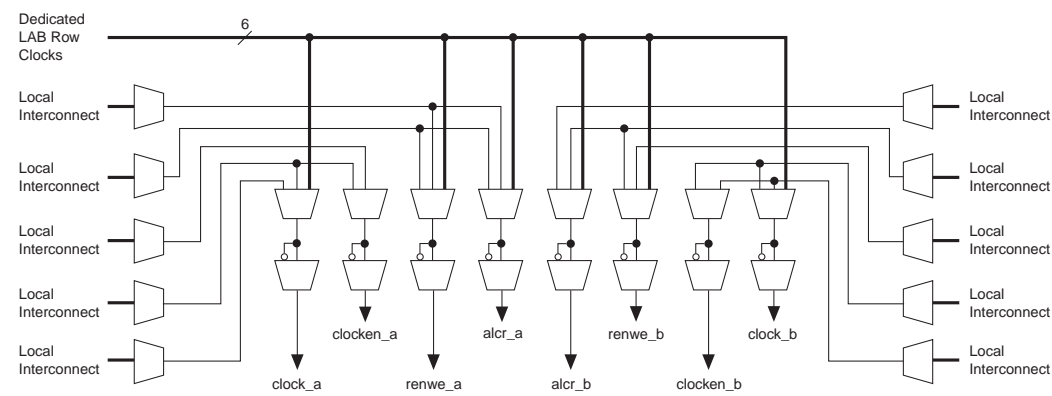 Dedicated
LAB Row
Clocks
6
Local
Interconnect
Local
Interconnect
Local
Interconnect
Local
Interconnect
Local
Interconnect
Local
Interconnect
Local
Interconnect
Local
Interconnect
Local
Interconnect
Local
Interconnect
clocken_a
alcr_a
renwe_b
clock_b
clock_a
renwe_a
alcr_b
clocken_b